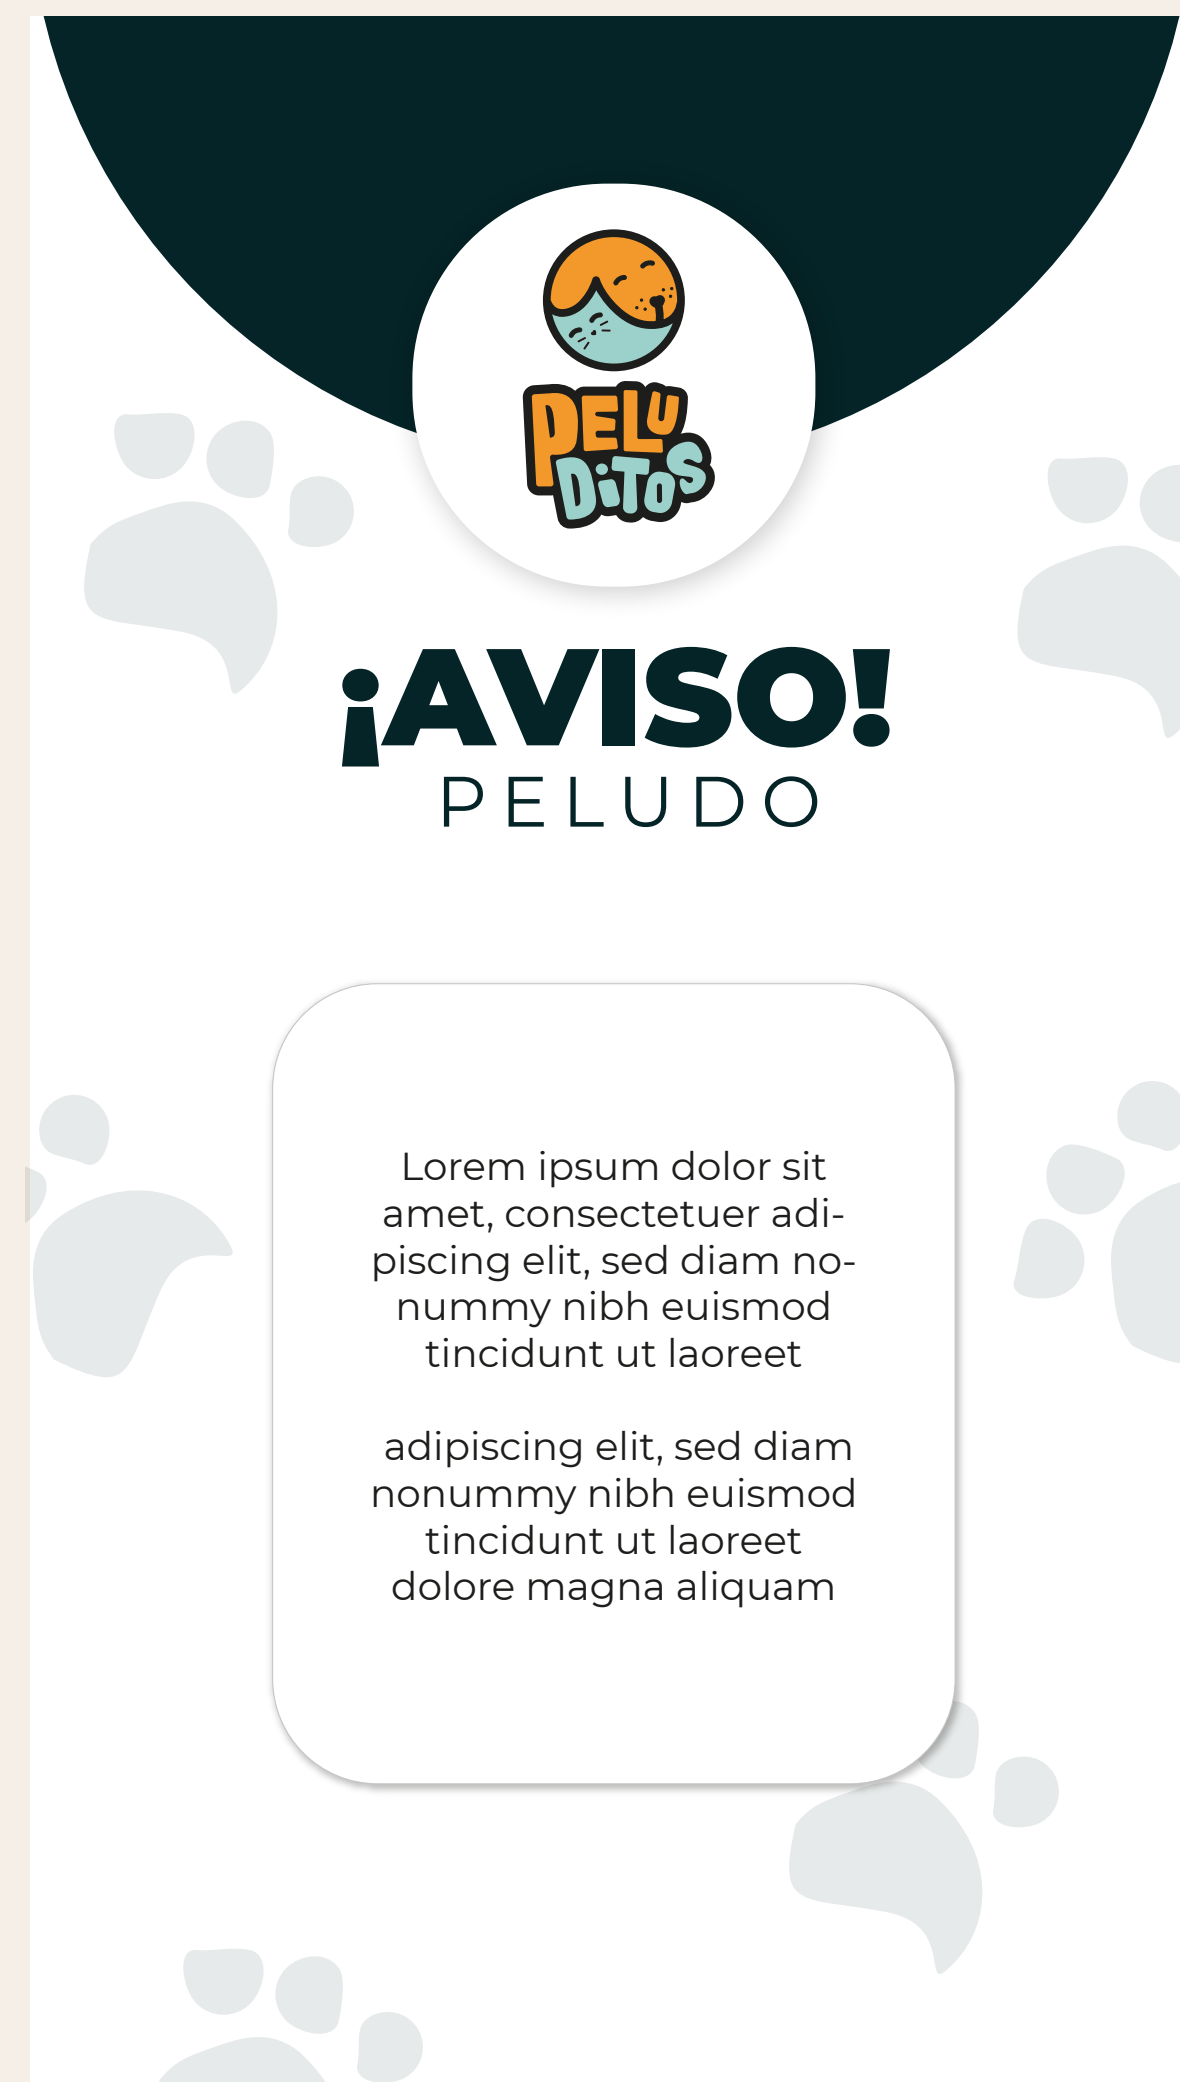 PELU
DiTOS
¡AVISO!
PELUDO
Lorem ipsum dolor sit
amet, consectetuer adi-
piscing elit, sed diam no-
nummy nibh euismod
tincidunt ut laoreet
adipiscing elit, sed diam
nonummy nibh euismod
tincidunt ut laoreet
dolore magna aliquam